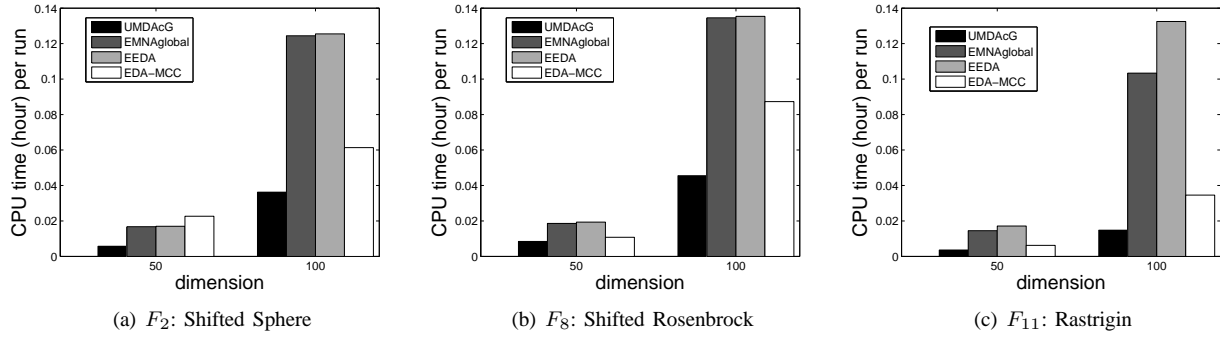 0.14
0.12
0.1
0.08
0.06
0.04
0.02
0
CPU time (hour) per run
UMDAcG
EMNAglobal
EEDA
EDA−MCC
50
100
dimension
(a) F2: Shifted Sphere
0.14
0.12
0.1
0.08
0.06
0.04
0.02
0
CPU time (hour) per run
UMDAcG
EMNAglobal
EEDA
EDA−MCC
50
100
dimension
(b) F8: Shifted Rosenbrock
0.14
0.12
0.1
0.08
0.06
0.04
0.02
0
CPU time (hour) per run
UMDAcG
EMNAglobal
EEDA
EDA−MCC
50
100
dimension
(c) F11: Rastrigin